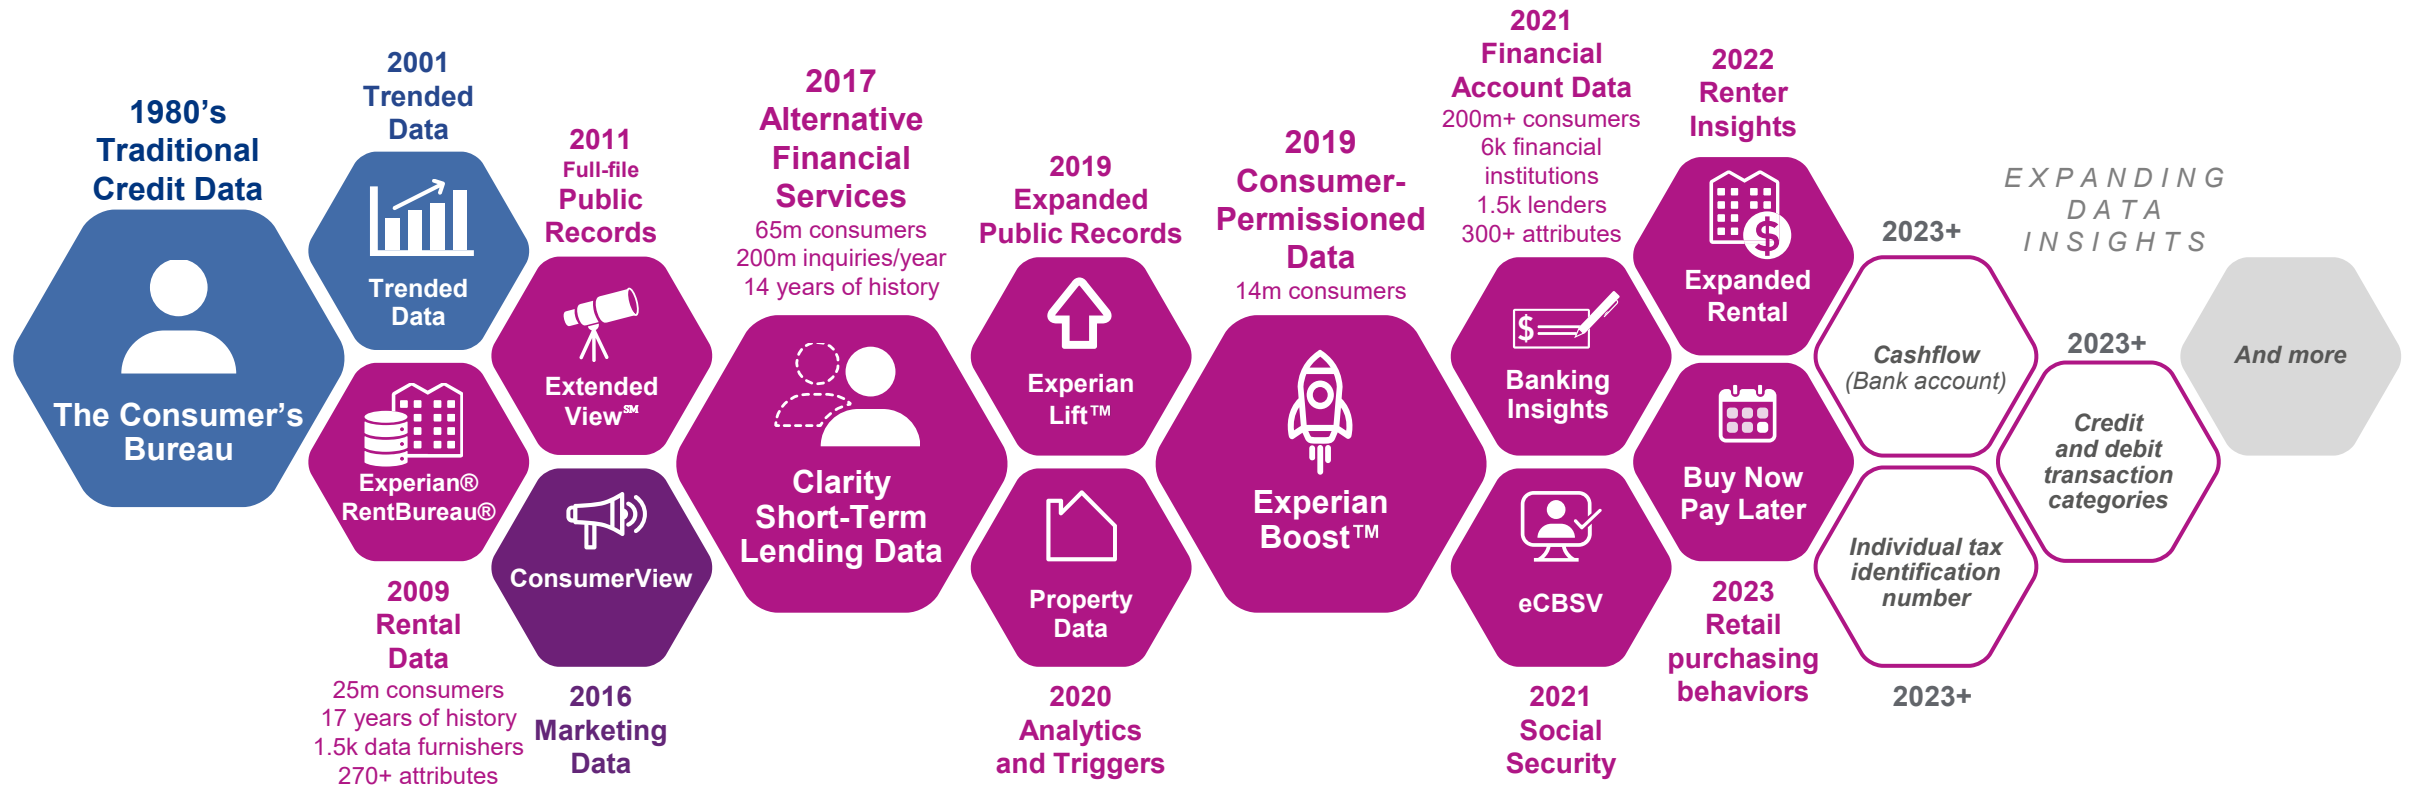 1980's
Traditional
Credit Data
The Consumer's
Bureau
2001
Trended
Data
Trended
Data
Experian®
RentBureau®
2009
Rental
Data
25m consumers
17 years of history
1.5k data furnishers
270+ attributes
2011
Full-file
Public
Records
Extended
View℠
ConsumerView
2016
Marketing
Data
2017
Alternative
Financial
Services
65m consumers
200m inquiries/year
14 years of history
Clarity
Short-Term
Lending Data
2019
Expanded
Public Records
Experian
Lift™
Property
Data
2020
Analytics
and Triggers
2019
Consumer-
Permissioned
Data
14m consumers
Experian
Boost™
2021
Financial
Account Data
200m+ consumers
6k financial
institutions
1.5k lenders
300+ attributes
$
Banking
Insights
eCBSV
2021
Social
Security
2022
Renter
Insights
$
Expanded
Rental
Buy Now
Pay Later
2023
Retail
purchasing
behaviors
2023+
Cashflow
(Bank account)
Individual tax
identification
number
2023+
EXPANDING
DATA
INSIGHTS
2023+
Credit
and debit
transaction
categories
And more